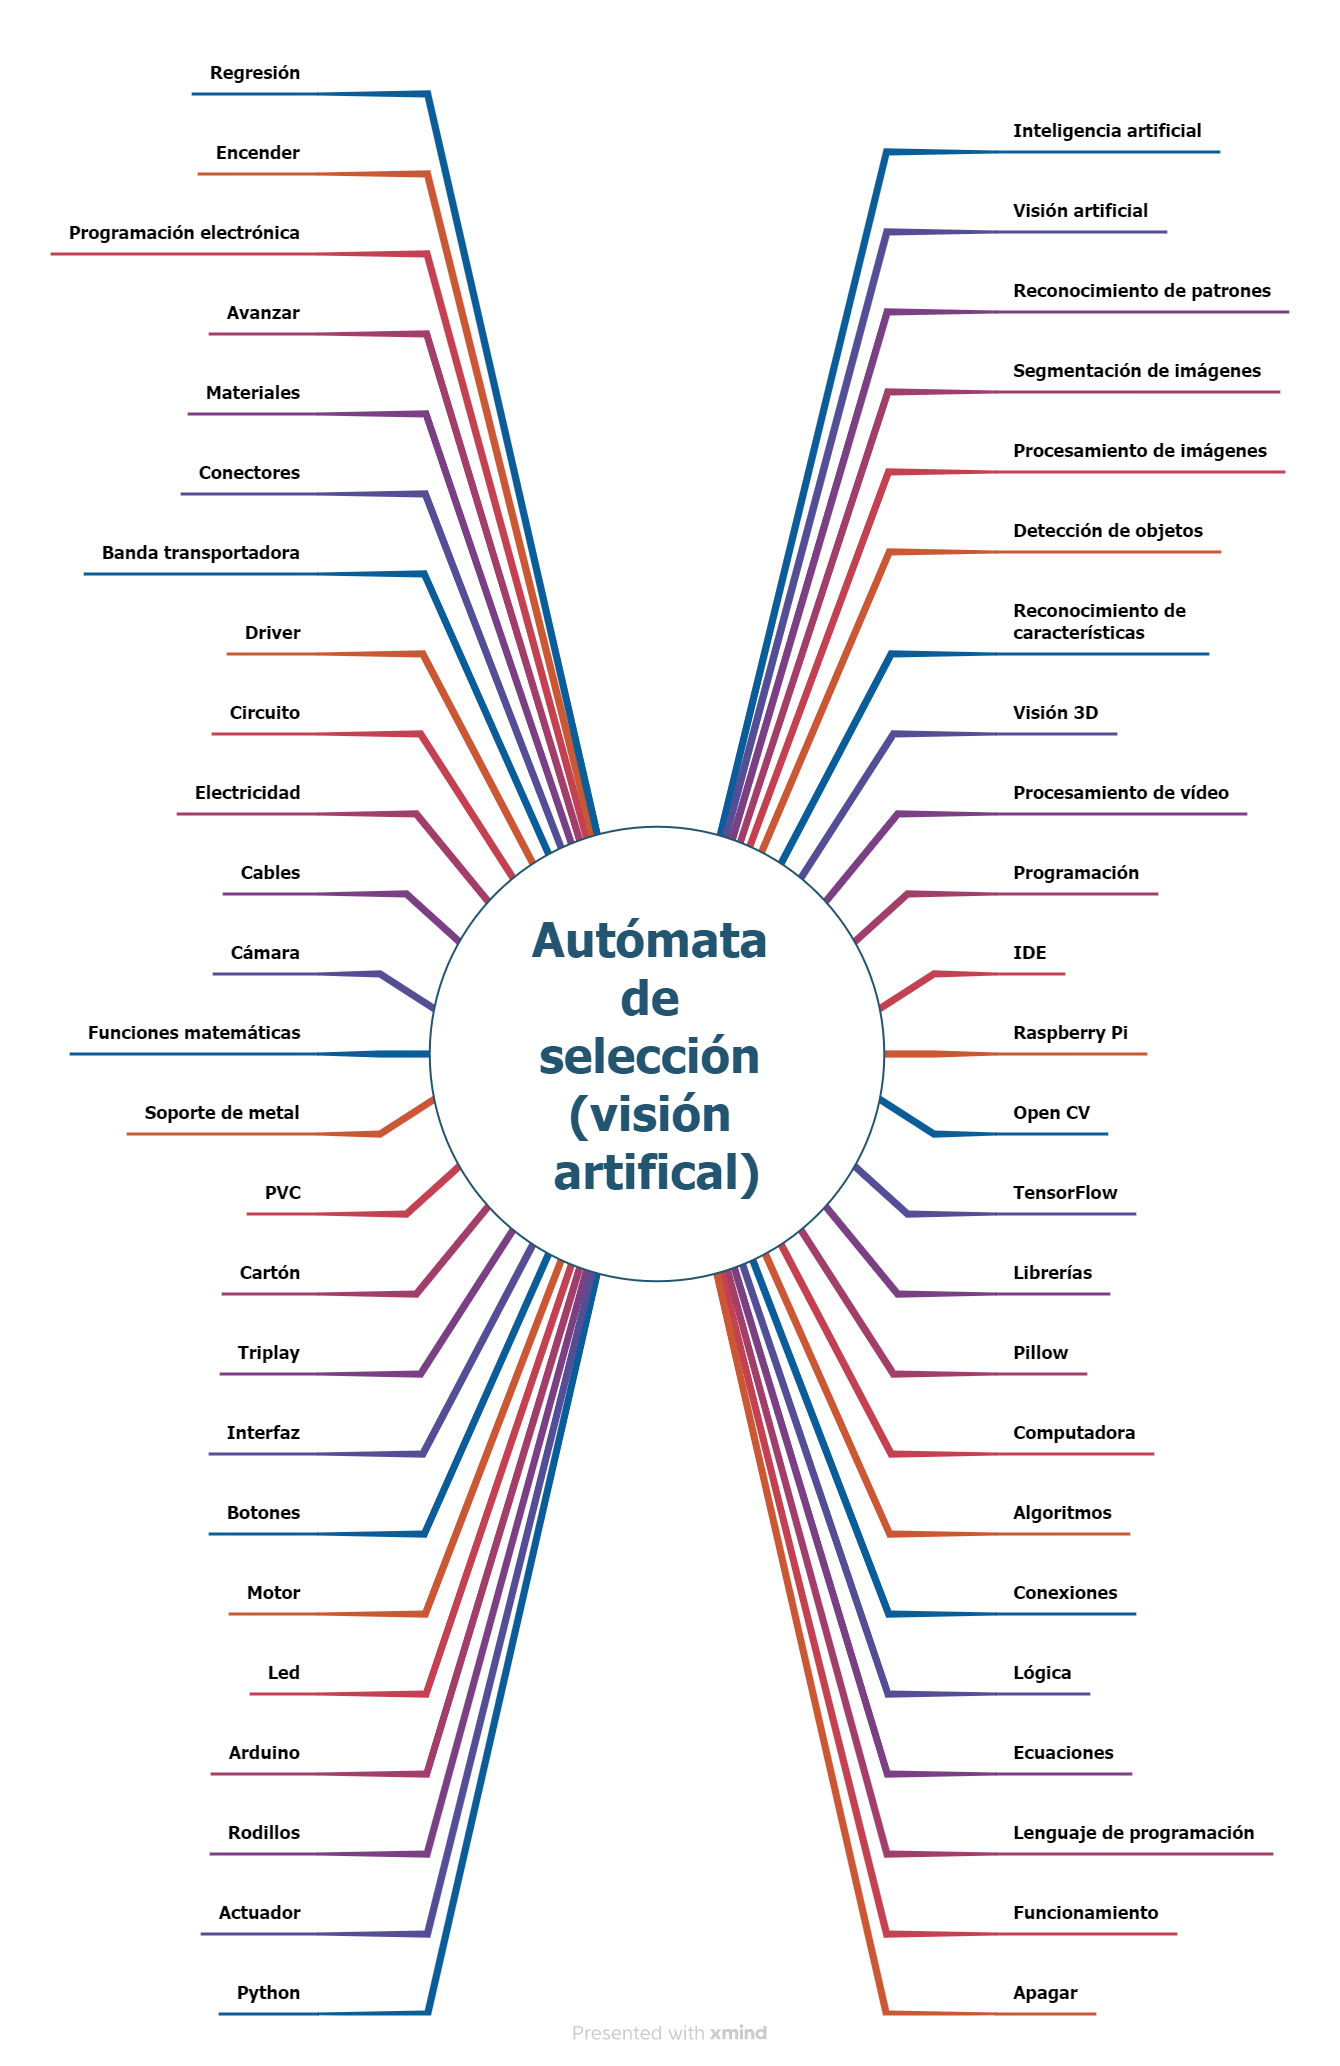 Regresión
Encender
Programación electrónica
Avanzar
Materiales
Conectores
Banda transportadora
Driver
Circuito
Electricidad
Cables
Cámara
Funciones matemáticas
Soporte de metal
PVC
Cartón
Triplay
Interfaz
Botones
Motor
Led
Arduino
Rodillos
Actuador
Python
Autómata
de
selección
(visión
artifical)
Inteligencia artificial
Visión artificial
Reconocimiento de patrones
Segmentación de imágenes
Procesamiento de imágenes
Detección de objetos
Reconocimiento de
características
Visión 3D
Procesamiento de vídeo
Programación
IDE
Raspberry Pi
Open CV
TensorFlow
Librerías
Pillow
Computadora
Algoritmos
Conexiones
Lógica
Ecuaciones
Lenguaje de programación
Funcionamiento
Apagar
Presented with xmind